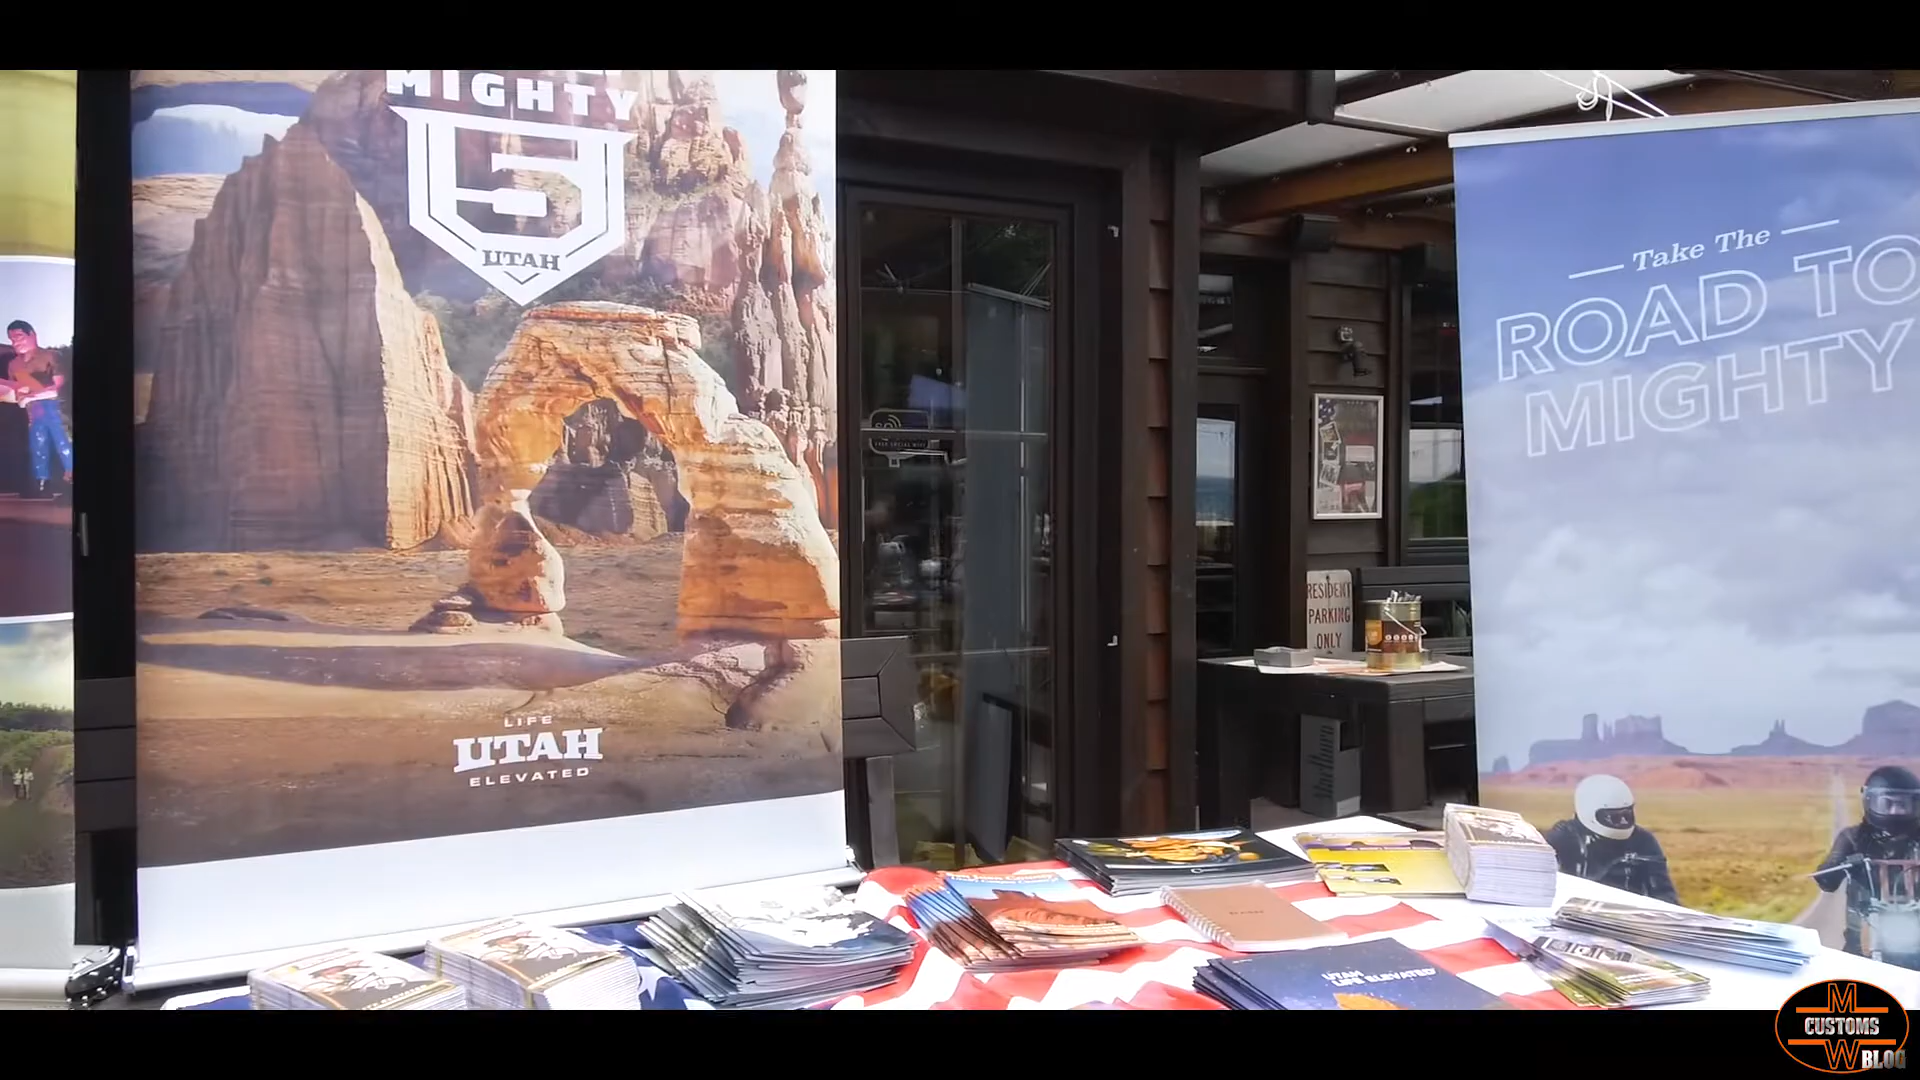 MIGHTY
5
UTAH
LIFE
UTAH
ELEVATED
Take The
ROAD TO
MIGHTY
RESIDENT
PARKING
ONLY
UTAH
LIFE ELEVATED
M
CUSTOMS
W
BLOG